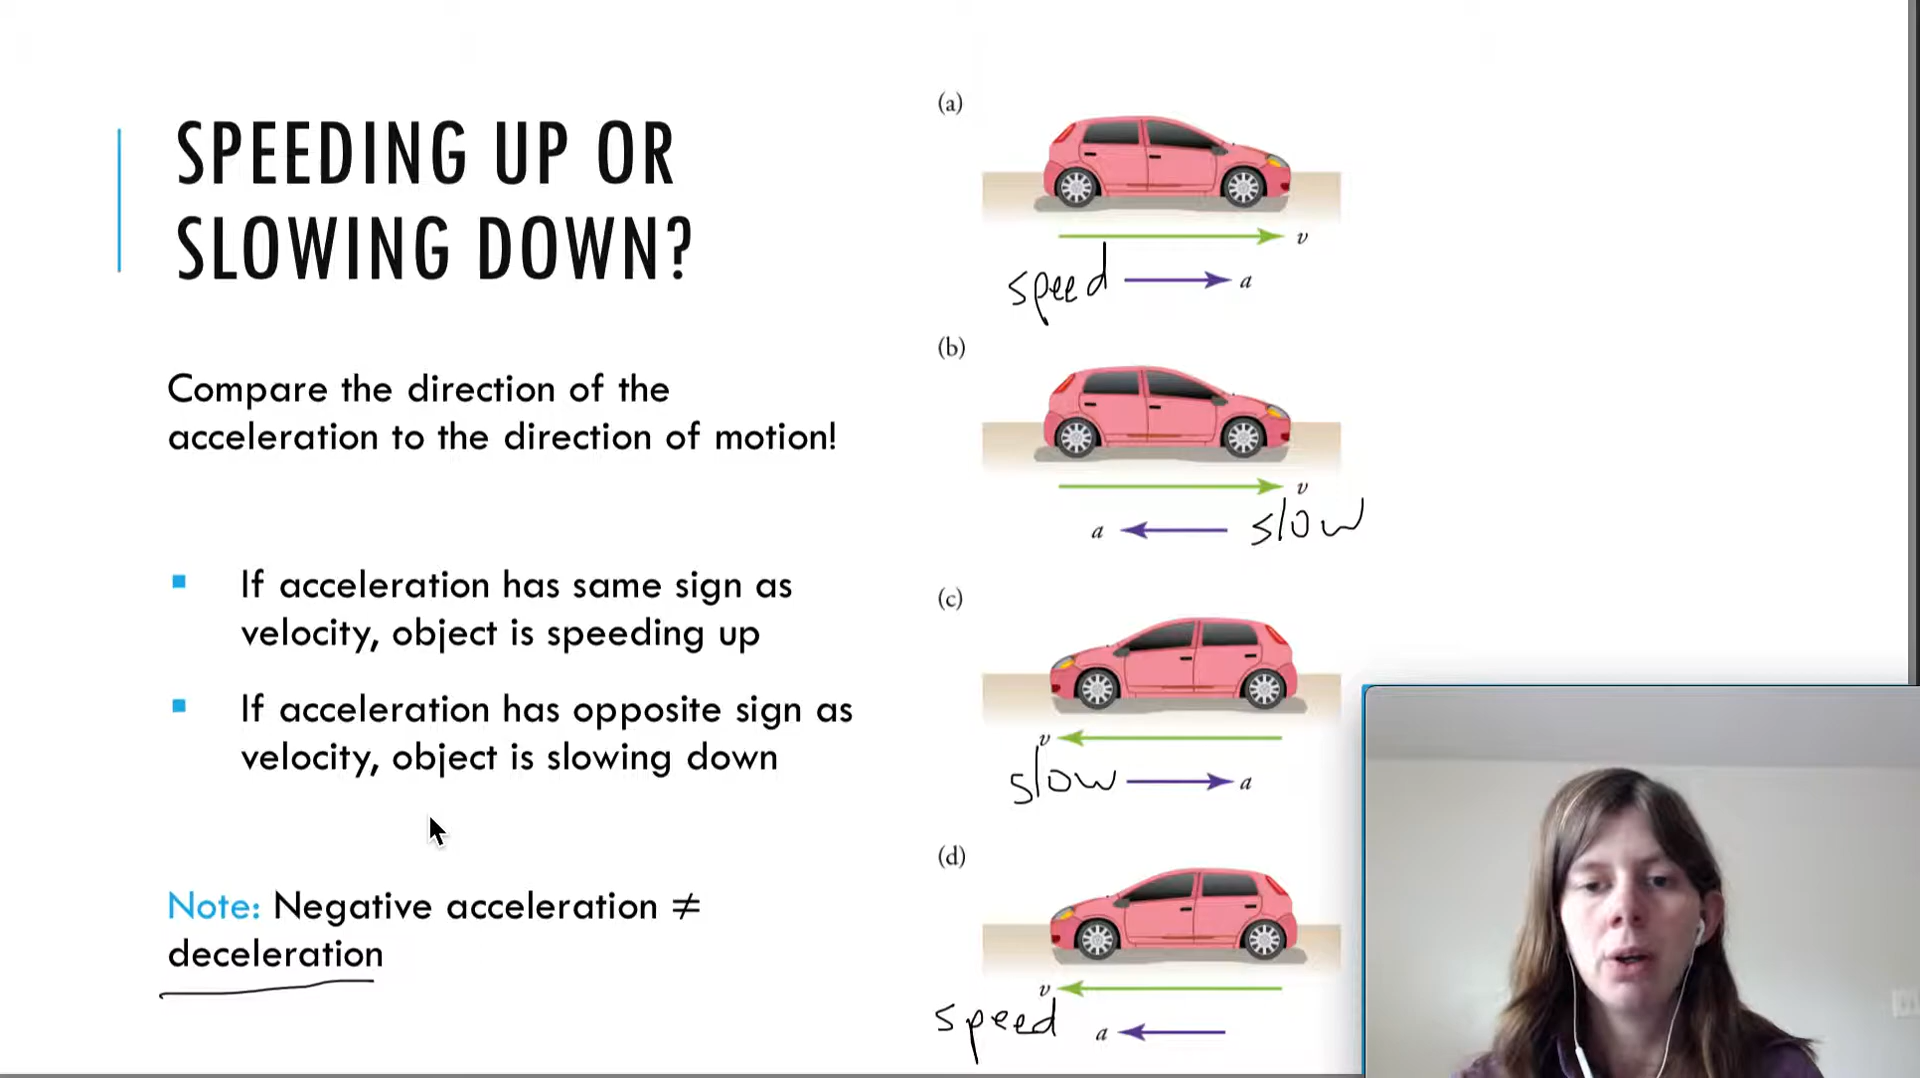 SPEEDING UP OR
SLOWING DOWN?
Compare the direction of the
acceleration to the direction of motion!
If acceleration has same sign as
velocity, object is speeding up
If acceleration has opposite sign as
velocity, object is slowing down
Note: Negative acceleration ≠
deceleration
(a)
v
speed a
(b)
v
a slow
(c)
v
slow a
(d)
v
speed a